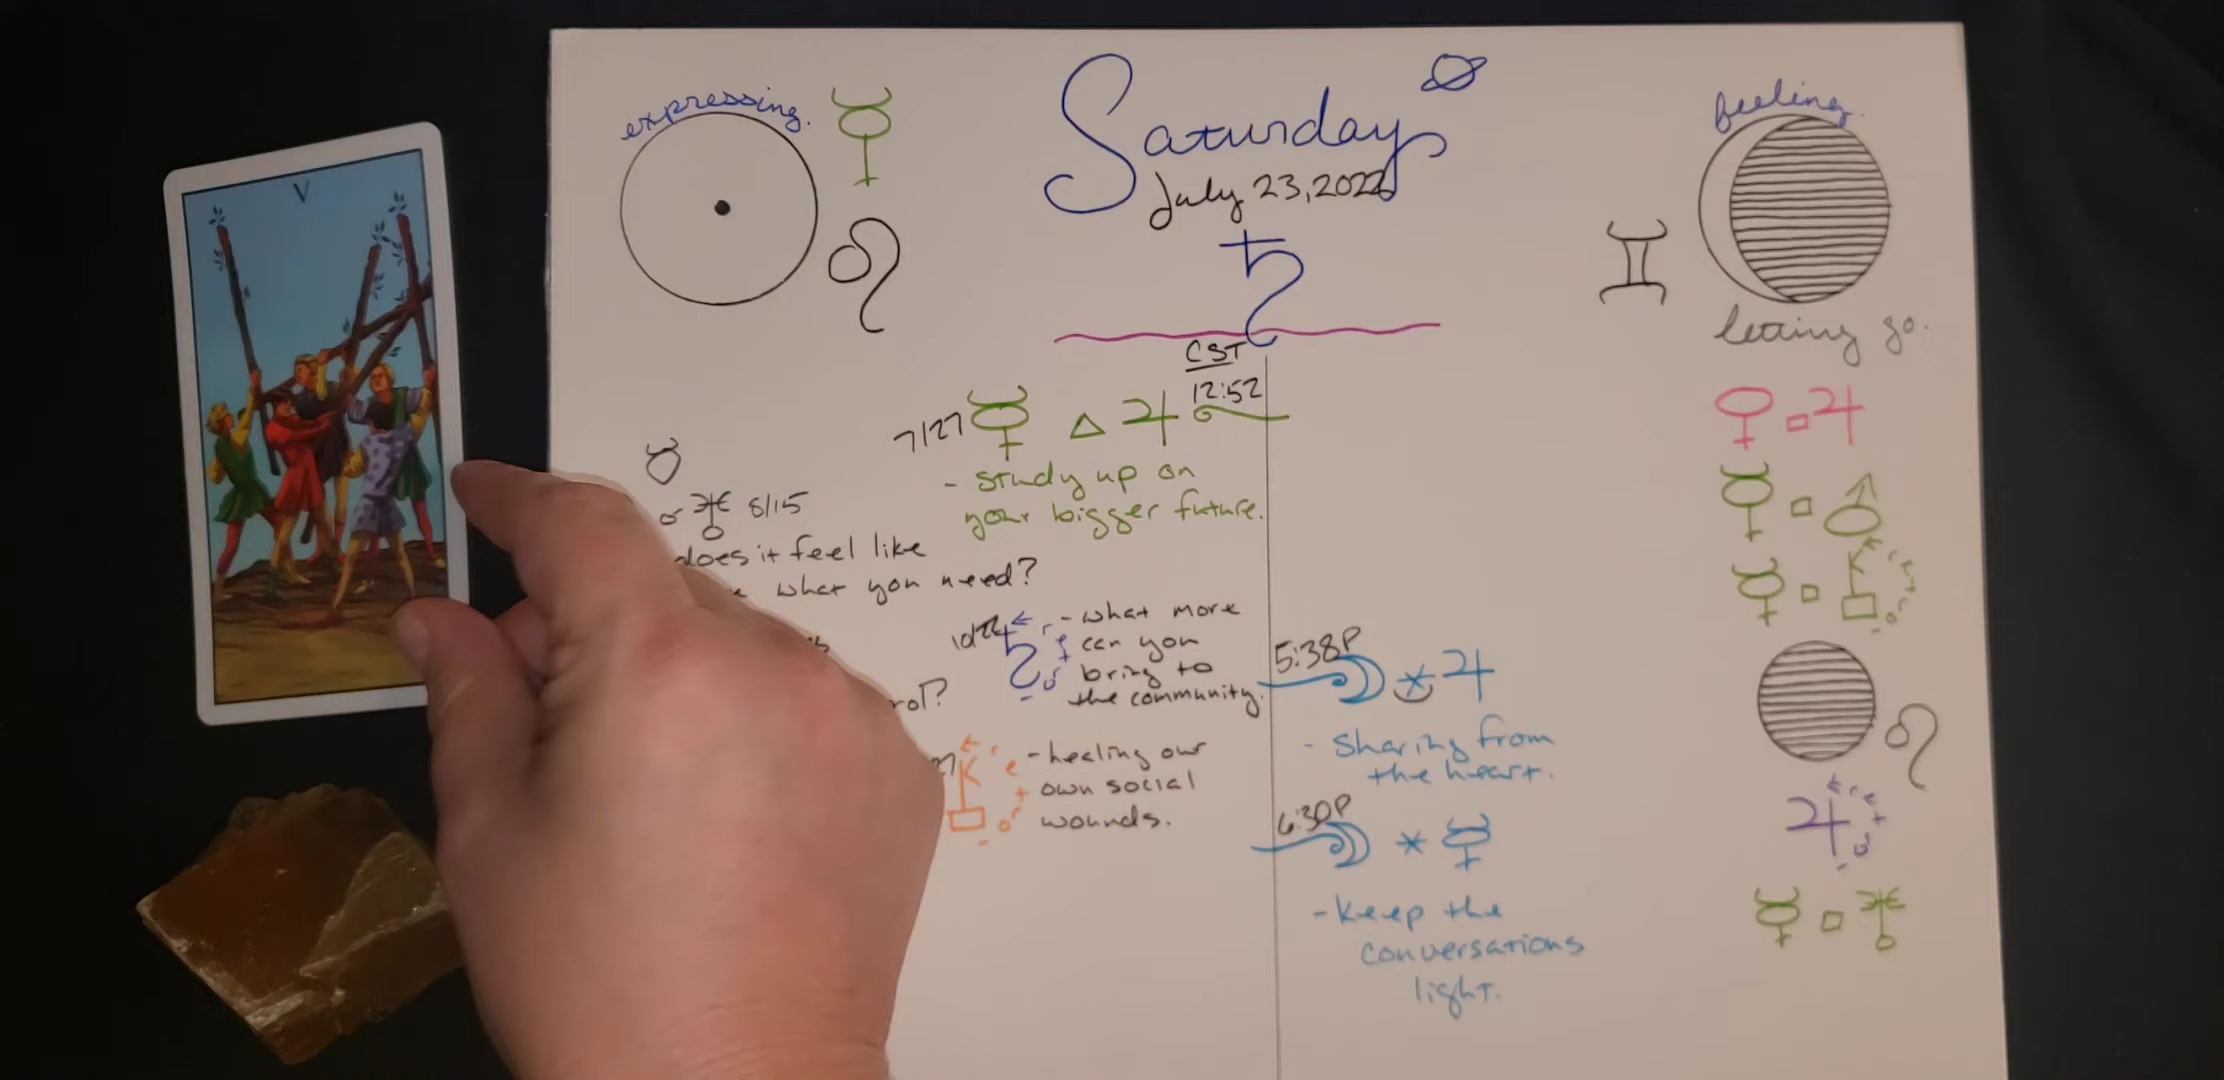 V
expressing.
Saturday
July 23, 2022
feeling.
letting go.
CST
12:52
7/27
- study up on
your bigger future.
8/15
does it feel like
what you need?
10/22
- what more
can you
bring to
the community.
- healing our
own social
wounds.
5:38P
- sharing from
the heart.
6:30P
- keep the
conversations
light.